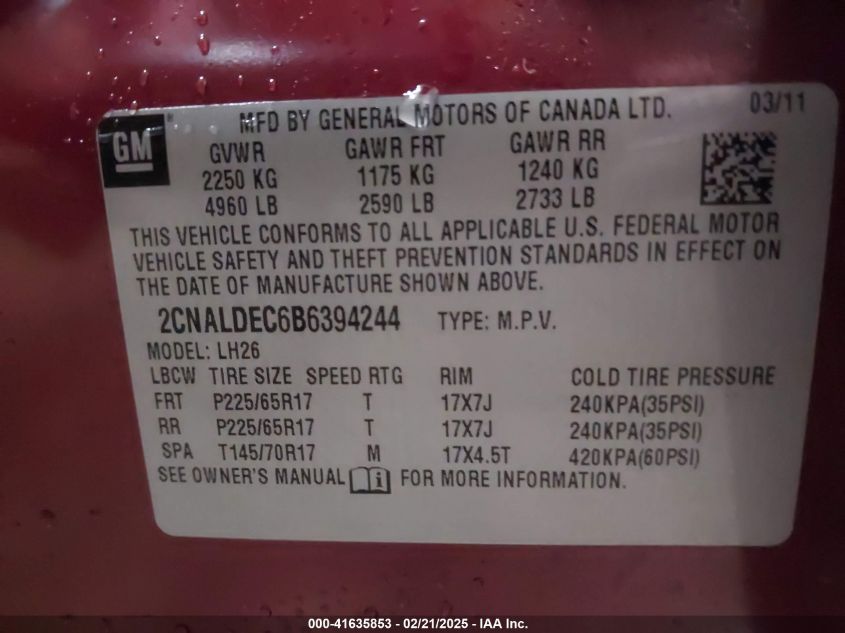 GM®
MFD BY GENERAL MOTORS OF CANADA LTD. 03/11
GVWR GAWR FRT GAWR RR
2250 KG 1175 KG 1240 KG
4960 LB 2590 LB 2733 LB
THIS VEHICLE CONFORMS TO ALL APPLICABLE U.S. FEDERAL MOTOR
VEHICLE SAFETY AND THEFT PREVENTION STANDARDS IN EFFECT ON
THE DATE OF MANUFACTURE SHOWN ABOVE.
2CNALDEC6B6394244 TYPE: M.P.V.
MODEL: LH26
LBCW TIRE SIZE SPEED RTG RIM COLD TIRE PRESSURE
FRT P225/65R17 T 17X7J 240KPA(35PSI)
RR P225/65R17 T 17X7J 240KPA(35PSI)
SPA T145/70R17 M 17X4.5T 420KPA(60PSI)
SEE OWNER'S MANUAL i FOR MORE INFORMATION.
000-41635853 - 02/21/2025 - IAA Inc.